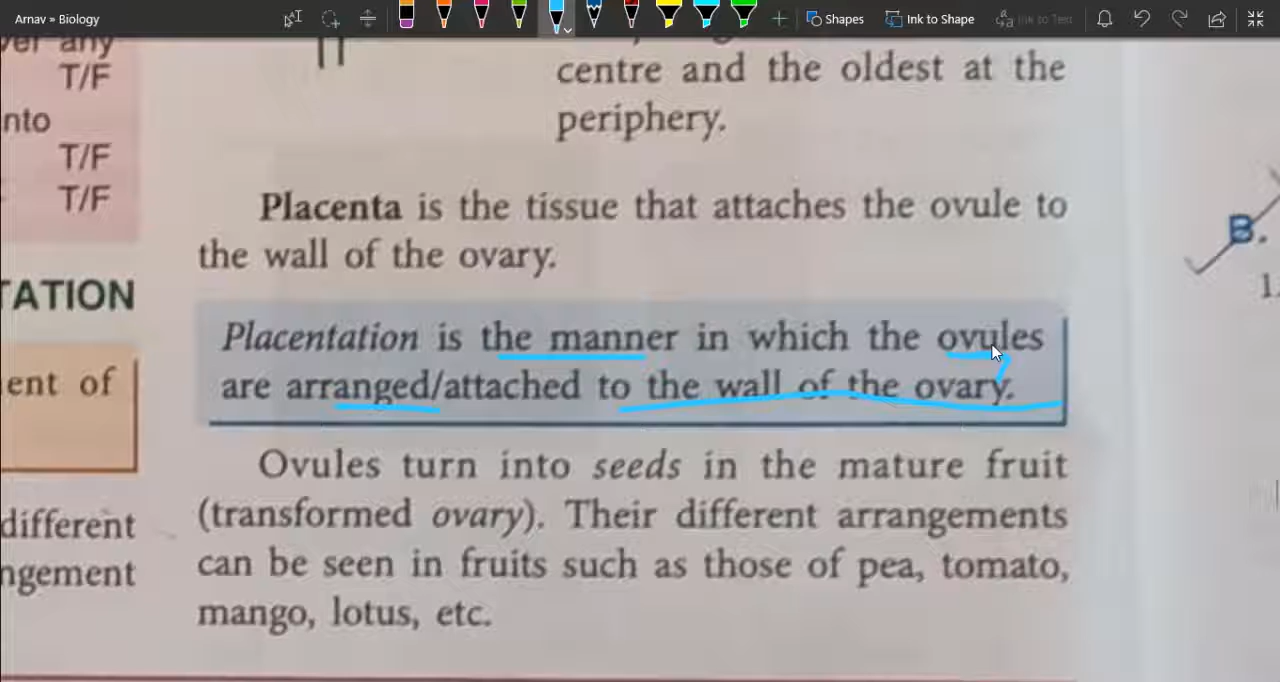 Arnav » Biology
Shapes
Ink to Shape
Ink to Text
ver any
T/F
nto
T/F
T/F
TATION
ent of
different
ngement
centre and the oldest at the
periphery.
Placenta is the tissue that attaches the ovule to
the wall of the ovary.
Placentation is the manner in which the ovules
are arranged/attached to the wall of the ovary.
Ovules turn into seeds in the mature fruit
(transformed ovary). Their different arrangements
can be seen in fruits such as those of pea, tomato,
mango, lotus, etc.
B.
1.